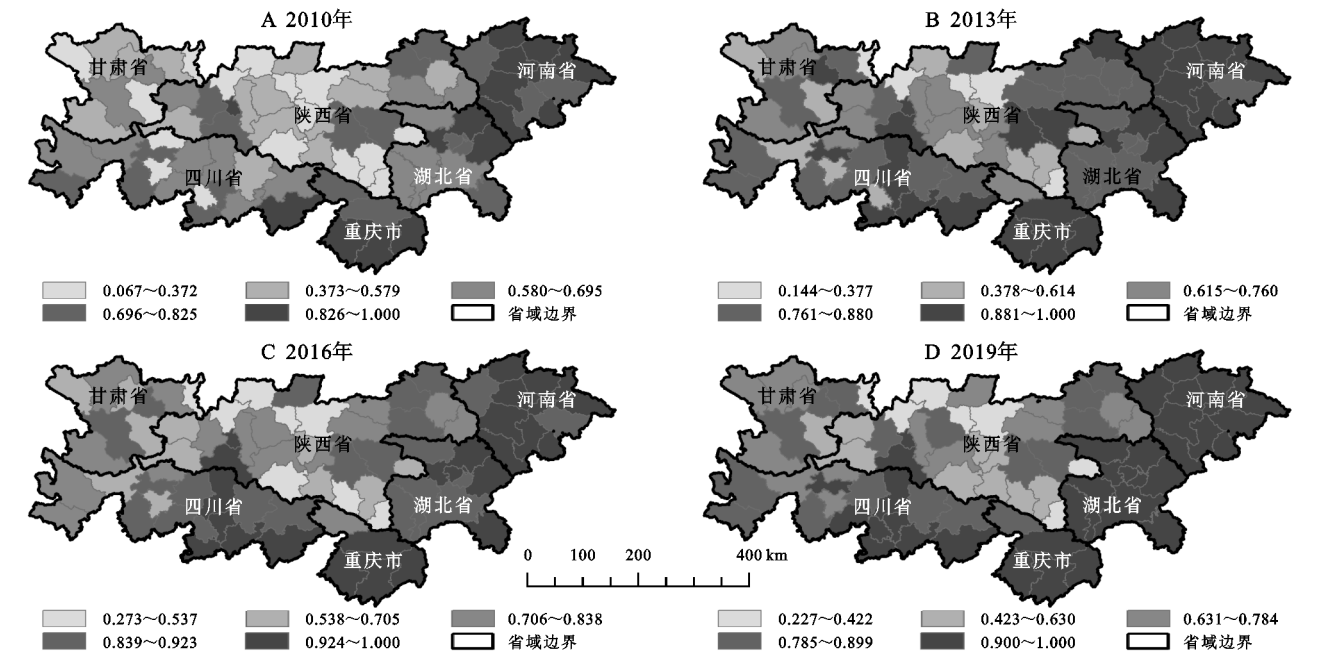 A 2010年
B 2013年
甘肃省
河南省
陕西省
四川省
湖北省
重庆市
甘肃省
河南省
陕西省
四川省
湖北省
重庆市
0.067～0.372
0.373～0.579
0.580～0.695
0.696～0.825
0.826～1.000
省域边界
0.144～0.377
0.378～0.614
0.615～0.760
0.761～0.880
0.881～1.000
省域边界
C 2016年
D 2019年
甘肃省
河南省
陕西省
四川省
湖北省
重庆市
甘肃省
河南省
陕西省
四川省
湖北省
重庆市
0 100 200 400 km
0.273～0.537
0.538～0.705
0.706～0.838
0.839～0.923
0.924～1.000
省域边界
0.227～0.422
0.423～0.630
0.631～0.784
0.785～0.899
0.900～1.000
省域边界